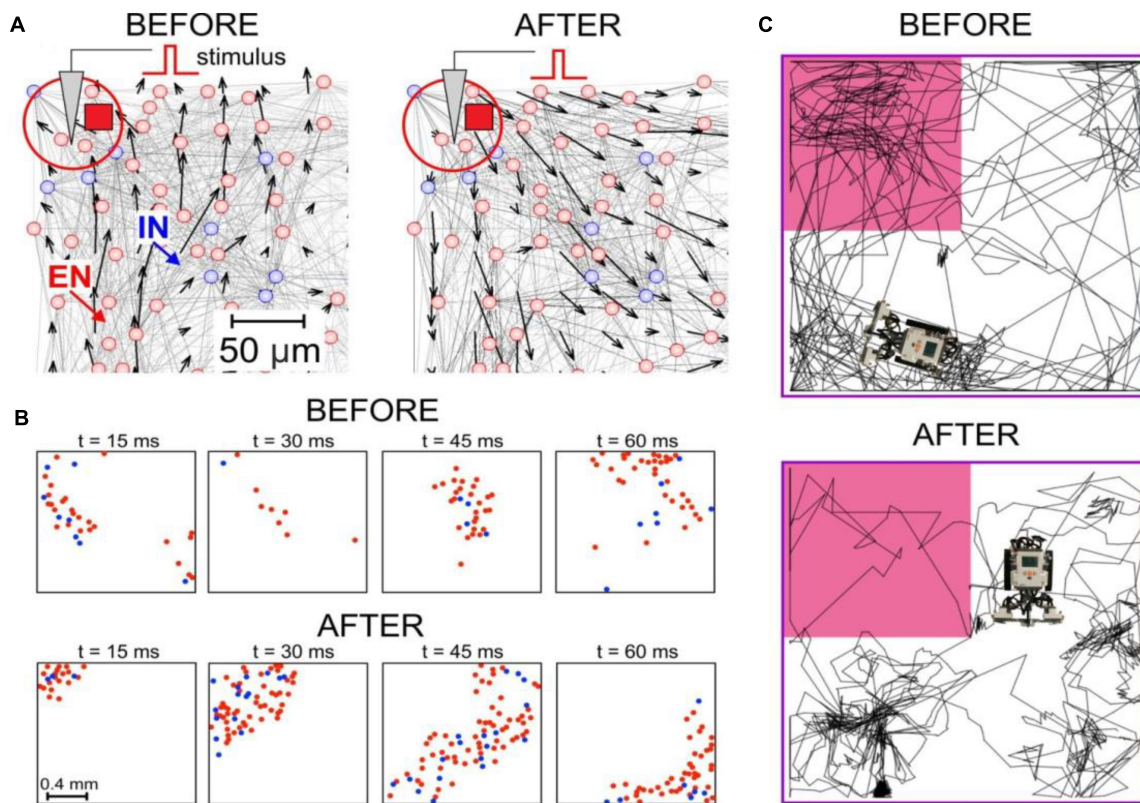 A
BEFORE
stimulus
IN
EN
50 µm
AFTER
B
BEFORE
t = 15 ms
t = 30 ms
t = 45 ms
t = 60 ms
AFTER
t = 15 ms
t = 30 ms
t = 45 ms
t = 60 ms
0.4 mm
C
BEFORE
AFTER